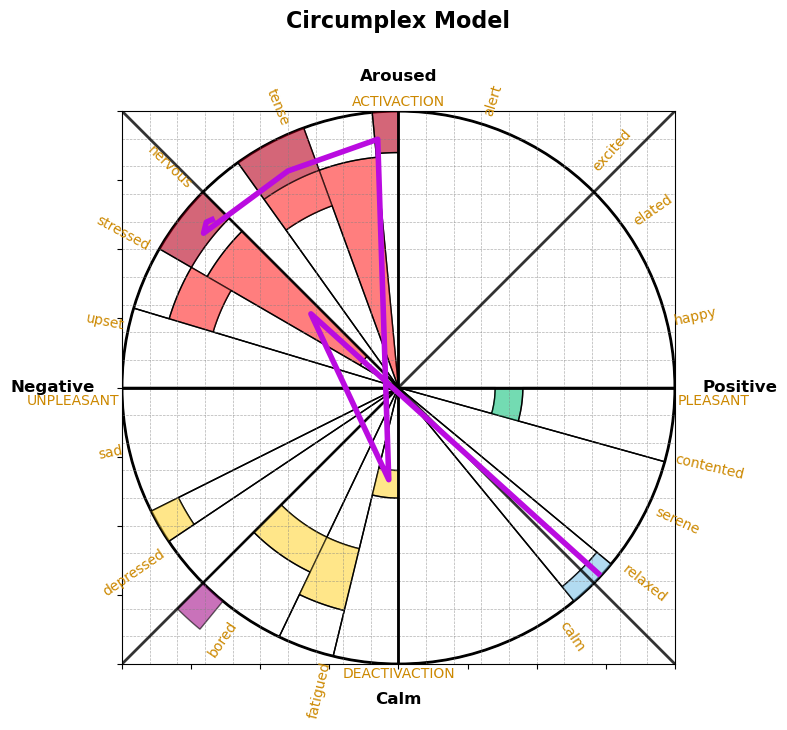 Circumplex Model
Aroused
ACTIVACTION
tense
alert
nervous
excited
stressed
elated
upset
happy
Negative
Positive
UNPLEASANT
PLEASANT
sad
contented
serene
depressed
relaxed
bored
calm
fatigued
DEACTIVACTION
Calm